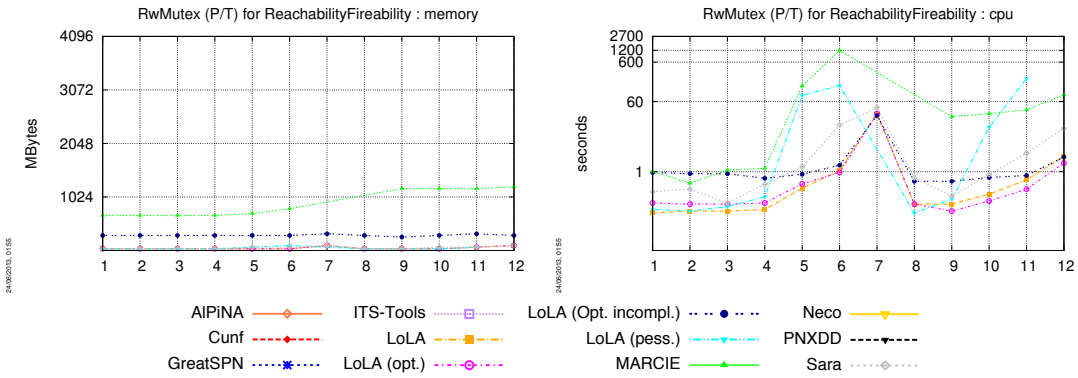 RwMutex (P/T) for ReachabilityFireability : memory
4096
3072
2048
1024
MBytes
1 2 3 4 5 6 7 8 9 10 11 12
24/06/2013, 01:55
RwMutex (P/T) for ReachabilityFireability : cpu
2700
1200
600
60
1
seconds
1 2 3 4 5 6 7 8 9 10 11 12
24/06/2013, 01:55
AlPiNA ITS-Tools LoLA (Opt. incompl.) Neco
Cunf LoLA LoLA (pess.) PNXDD
GreatSPN LoLA (opt.) MARCIE Sara